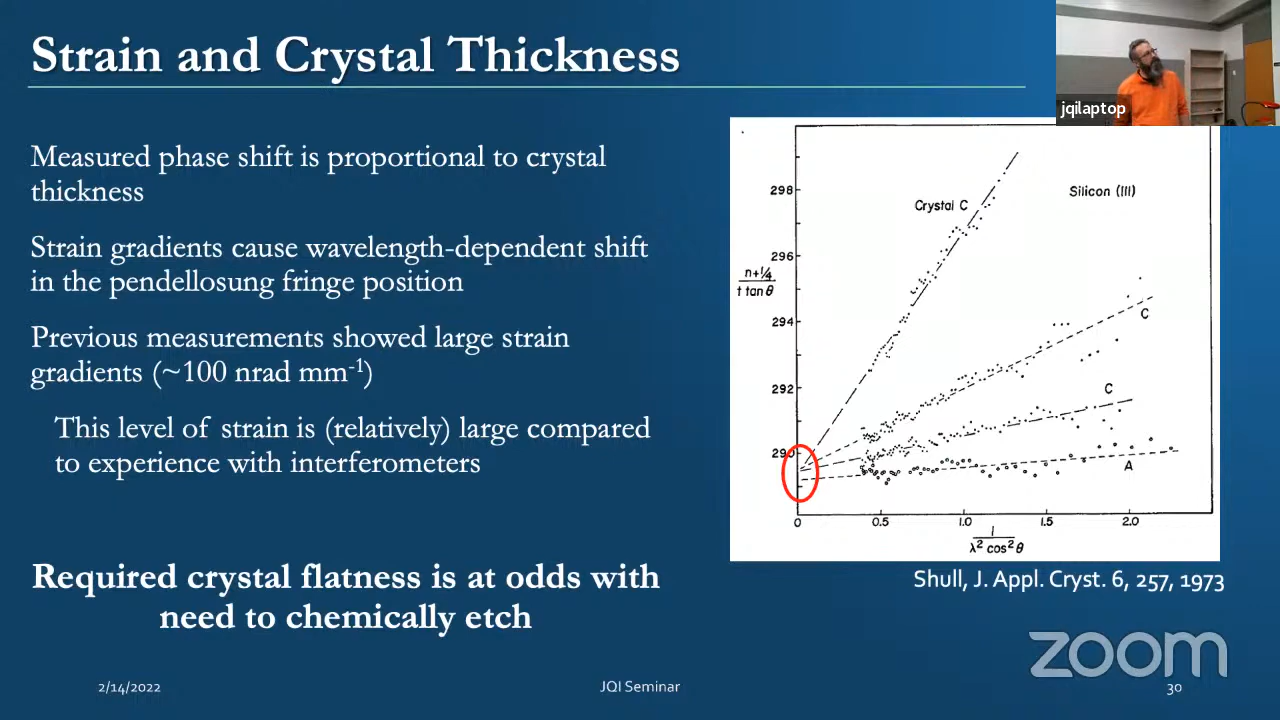 Strain and Crystal Thickness
jqilaptop
Measured phase shift is proportional to crystal
thickness
Strain gradients cause wavelength-dependent shift
in the pendellosung fringe position
Previous measurements showed large strain
gradients (~100 nrad mm⁻¹)
This level of strain is (relatively) large compared
to experience with interferometers
Required crystal flatness is at odds with
need to chemically etch
298
296
294
292
290
n+1/4
t tan θ
Crystal C
Silicon (111)
C
C
A
0
0.5
1.0
1.5
2.0
1
λ² cos² θ
Shull, J. Appl. Cryst. 6, 257, 1973
zoom
2/14/2022
JQI Seminar
30